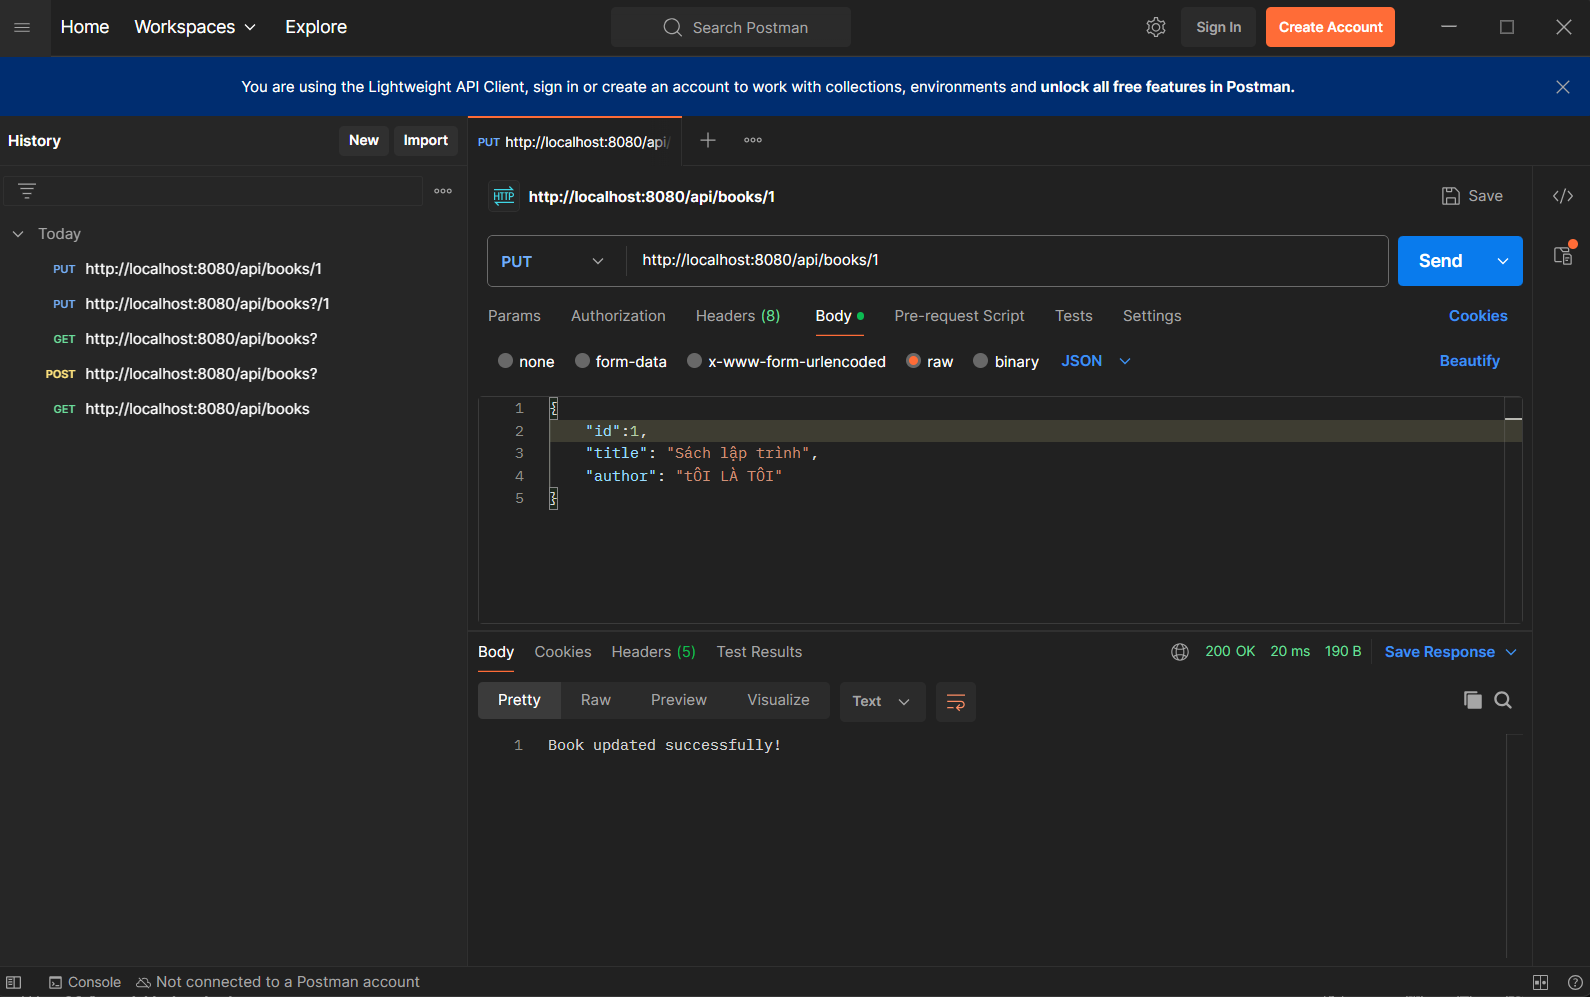 Home Workspaces Explore Search Postman Sign In Create Account
You are using the Lightweight API Client, sign in or create an account to work with collections, environments and unlock all free features in Postman.
History New Import
PUT http://localhost:8080/api/
HTTP http://localhost:8080/api/books/1 Save
Today
PUT http://localhost:8080/api/books/1
PUT http://localhost:8080/api/books?/1
GET http://localhost:8080/api/books?
POST http://localhost:8080/api/books?
GET http://localhost:8080/api/books
PUT http://localhost:8080/api/books/1 Send
Params Authorization Headers (8) Body Pre-request Script Tests Settings Cookies
none form-data x-www-form-urlencoded raw binary JSON Beautify
1 {
2 "id":1,
3 "title": "Sách lập trình",
4 "author": "tÔI LÀ TÔI"
5 }
Body Cookies Headers (5) Test Results 200 OK 20 ms 190 B Save Response
Pretty Raw Preview Visualize Text
1 Book updated successfully!
Console Not connected to a Postman account